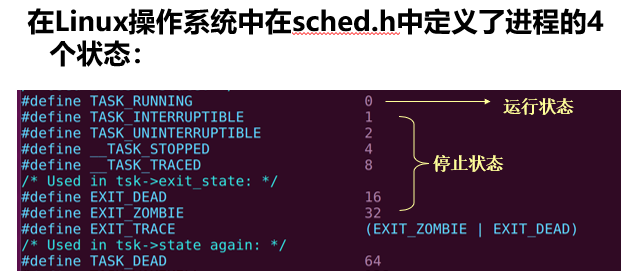 在Linux操作系统中在sched.h中定义了进程的4
个状态：
#define TASK_RUNNING 0 运行状态
#define TASK_INTERRUPTIBLE 1
#define TASK_UNINTERRUPTIBLE 2
#define __TASK_STOPPED 4
#define __TASK_TRACED 8 停止状态
/* Used in tsk->exit_state: */
#define EXIT_DEAD 16
#define EXIT_ZOMBIE 32
#define EXIT_TRACE (EXIT_ZOMBIE | EXIT_DEAD)
/* Used in tsk->state again: */
#define TASK_DEAD 64